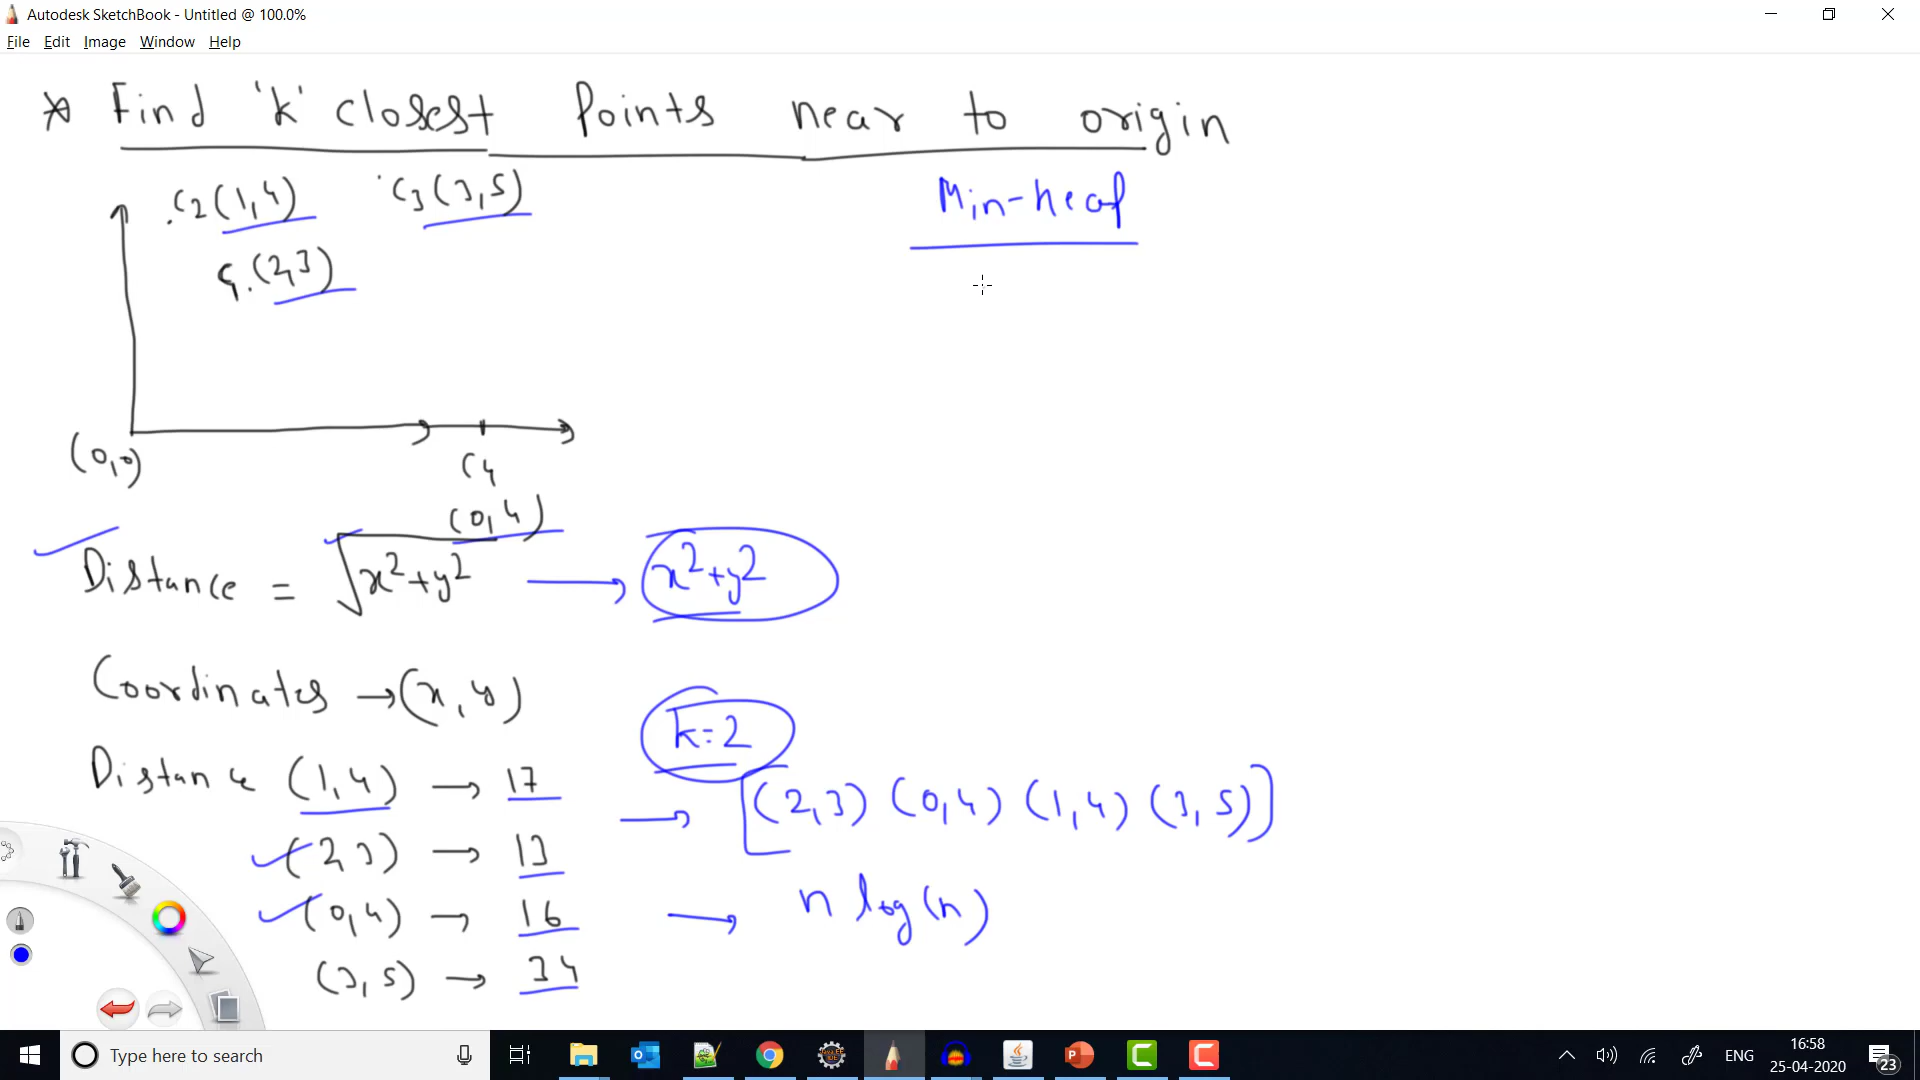 Autodesk SketchBook - Untitled @ 100.0%
File Edit Image Window Help
* Find 'k' closest Points near to origin
C2 (1,4) C3 (3,5)
Min-heap
C1 (2,3)
(0,0)
C4
(0,4)
Distance = √x²+y² → x²+y²
Coordinates → (x, y)
k=2
Distance (1,4) → 17
→ [(2,3) (0,4) (1,4) (3,5)]
(2,3) → 13
(0,4) → 16 → n log(n)
(3,5) → 34
Type here to search
ENG
16:58
25-04-2020
23